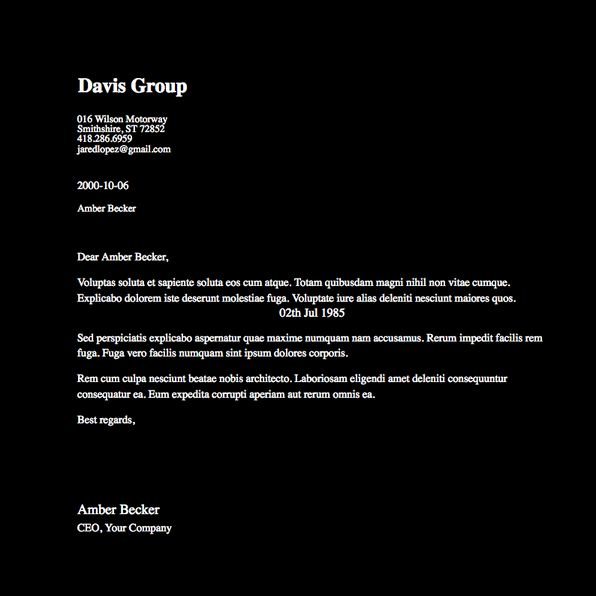 Davis Group
016 Wilson Motorway
Smithshire, ST 72852
418.286.6959
jaredlopez@gmail.com
2000-10-06
Amber Becker
Dear Amber Becker,
Voluptas soluta et sapiente soluta eos cum atque. Totam quibusdam magni nihil non vitae cumque.
Explicabo dolorem iste deserunt molestiae fuga. Voluptate iure alias deleniti nesciunt maiores quos.
02th Jul 1985
Sed perspiciatis explicabo aspernatur quae maxime numquam nam accusamus. Rerum impedit facilis rem
fuga. Fuga vero facilis numquam sint ipsum dolores corporis.
Rem cum culpa nesciunt beatae nobis architecto. Laboriosam eligendi amet deleniti consequuntur
consequatur ea. Eum expedita corrupti aperiam aut rerum omnis ea.
Best regards,
Amber Becker
CEO, Your Company